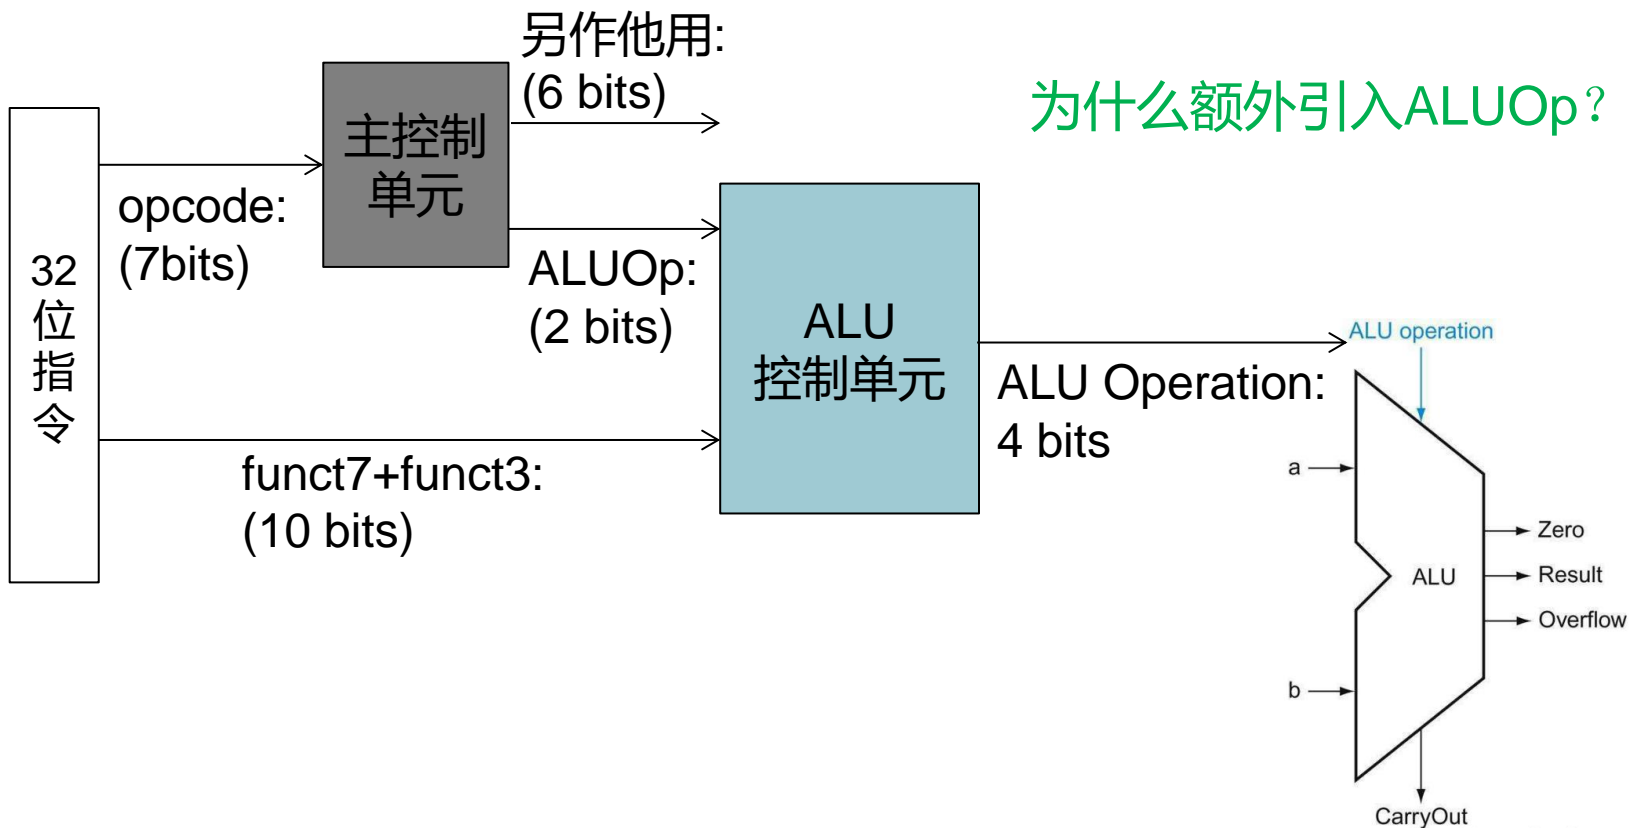 另作他用:
(6 bits)
为什么额外引入ALUOp？
主控制
单元
opcode:
(7bits)
32
位
指
令
ALUOp:
(2 bits)
ALU
控制单元
ALU operation
ALU Operation:
4 bits
funct7+funct3:
(10 bits)
a
Zero
ALU
Result
Overflow
b
CarryOut